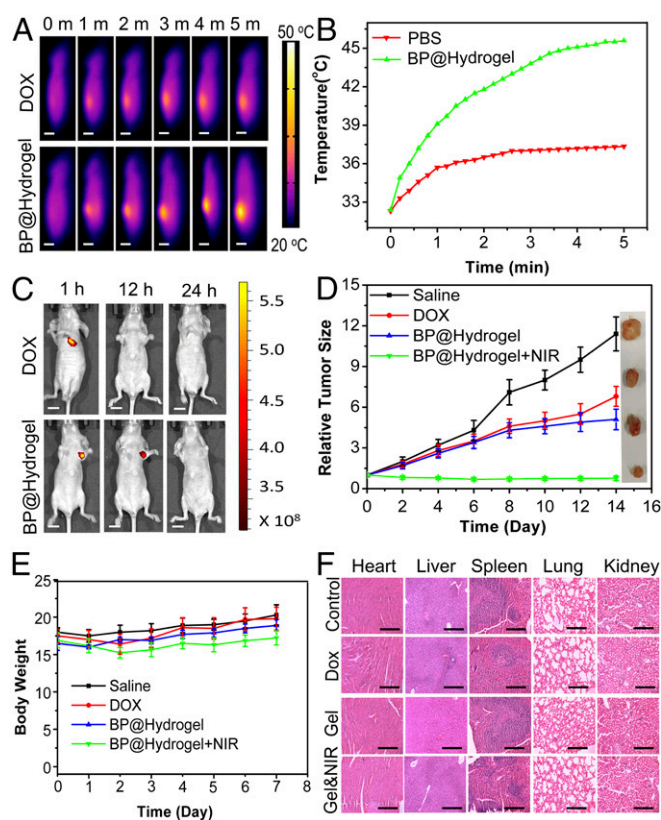 A
0 m 1 m 2 m 3 m 4 m 5 m
DOX
BP@Hydrogel
50 °C
20 °C
B
Temperature(°C)
45
42
39
36
33
PBS
BP@Hydrogel
0 1 2 3 4 5
Time (min)
C
1 h 12 h 24 h
DOX
BP@Hydrogel
5.5
5.0
4.5
4.0
3.5
X 10⁸
D
Relative Tumor Size
12
9
6
3
0
Saline
DOX
BP@Hydrogel
BP@Hydrogel+NIR
0 2 4 6 8 10 12 14 16
Time (Day)
E
Body Weight
25
20
15
10
5
0
Saline
DOX
BP@Hydrogel
BP@Hydrogel+NIR
0 1 2 3 4 5 6 7 8
Time (Day)
F
Heart Liver Spleen Lung Kidney
Control
Dox
Gel
Gel&NIR